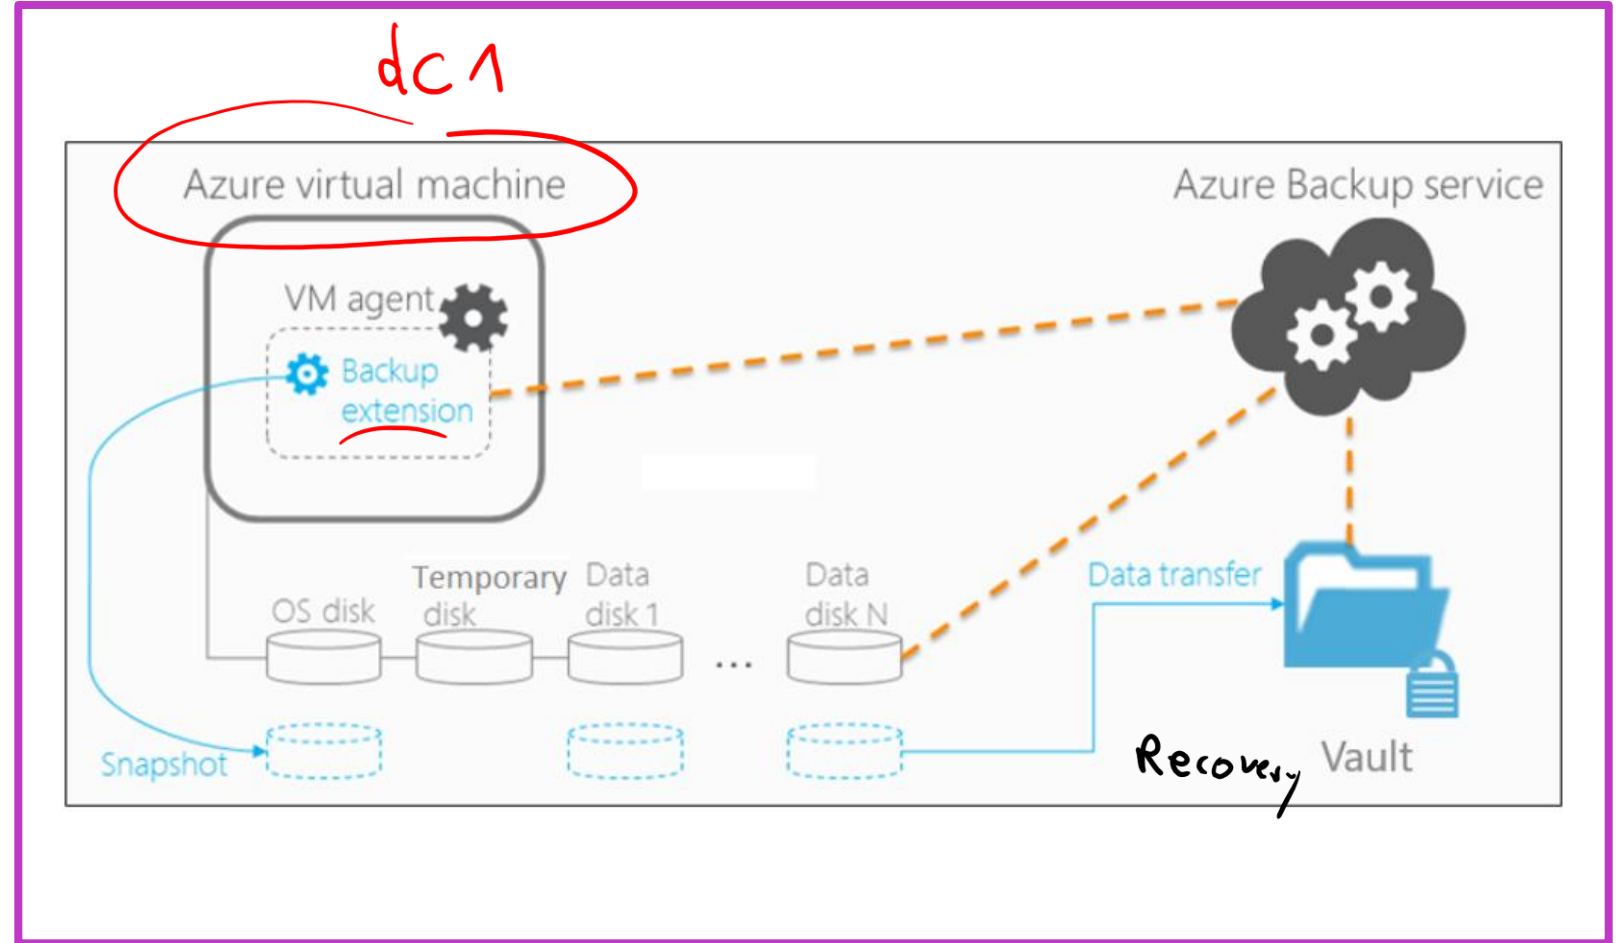 dc1
Azure virtual machine
Azure Backup service
VM agent
Backup
extension
Temporary
disk
Data
disk 1
Data
disk N
OS disk
Data transfer
Snapshot
Recovery
Vault
...